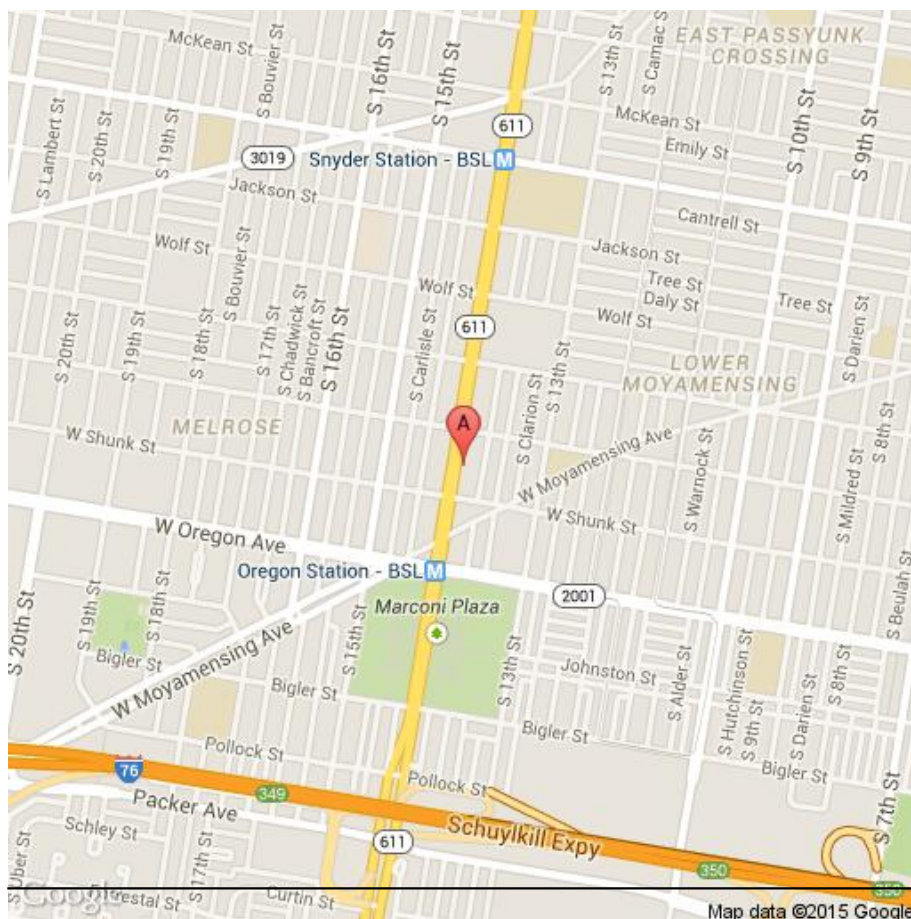 EAST PASSYUNK
CROSSING
McKean St
S Bouvier St
S 16th St
S 15th St
S 13th St
S Camac St
S Lambert St
S 20th St
S 19th St
611
McKean St
S 10th St
S 9th St
3019
Snyder Station - BSL
M
Emily St
Jackson St
Cantrell St
Wolf St
S Bouvier St
Jackson St
Tree St
Daly St
Tree St
Wolf St
611
Wolf St
S 20th St
S 19th St
S 18th St
S 17th St
S Chadwick St
S Bancroft St
S 16th St
S Carlisle St
S Clarion St
S 13th St
LOWER
MOYAMENSING
S Darien St
MELROSE
A
W Shunk St
W Moyamensing Ave
S Warnock St
S Mildred St
S 8th St
W Shunk St
W Oregon Ave
Oregon Station - BSL
M
2001
S Beulah St
Marconi Plaza
S 20th St
S 19th St
S 18th St
Bigler St
W Moyamensing Ave
S 15th St
S 13th St
Johnston St
S Alder St
S Hutchinson St
S 9th St
S Darien St
S 8th St
Bigler St
Bigler St
Bigler St
Pollock St
76
349
Pollock St
S 7th St
Packer Ave
Schley St
611
Schuylkill Expy
350
350
S 17th St
Curtin St
Google
Map data ©2015 Google